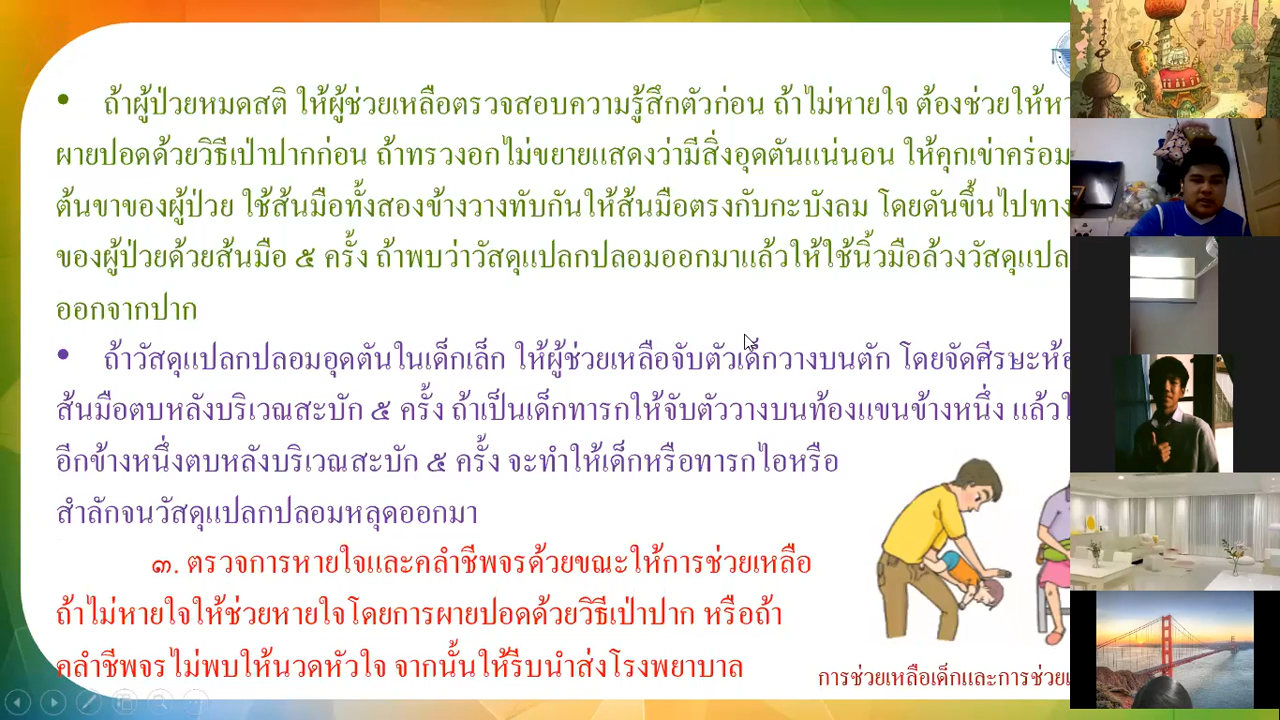 ถ้าผู้ป่วยหมดสติ ให้ผู้ช่วยเหลือตรวจสอบความรู้สึกตัวก่อน ถ้าไม่หายใจ ต้องช่วยให้
ผายปอดด้วยวิธีเป่าปากก่อน ถ้าทรวงอกไม่ขยายแสดงว่ามีสิ่งอุดตันแน่นอน ให้คุกเข่าคร่อม
ต้นขาของผู้ป่วย ใช้ส้นมือทั้งสองข้างวางทับกันให้ส้นมือตรงกับกะบังลม โดยดันขึ้นไปทาง
ของผู้ป่วยด้วยส้นมือ ๕ ครั้ง ถ้าพบว่าวัสดุแปลกปลอมออกมาแล้วให้ใช้นิ้วมือล้วงวัสดุ
ออกจากปาก
ถ้าวัสดุแปลกปลอมอุดตันในเด็กเล็ก ให้ผู้ช่วยเหลือจับตัวเด็กวางบนตัก โดยจัดศีรษะ
ส้นมือตบหลังบริเวณสะบัก ๕ ครั้ง ถ้าเป็นเด็กทารกให้จับตัววางบนท้องแขนข้างหนึ่ง แล้ว
อีกข้างหนึ่งตบหลังบริเวณสะบัก ๕ ครั้ง จะทำให้เด็กหรือทารกไอหรือ
สำลักจนวัสดุแปลกปลอมหลุดออกมา
๓. ตรวจการหายใจและคลำชีพจรด้วยขณะให้การช่วยเหลือ
ถ้าไม่หายใจให้ช่วยหายใจโดยการผายปอดด้วยวิธีเป่าปาก หรือถ้า
คลำชีพจรไม่พบให้นวดหัวใจ จากนั้นให้รีบนำส่งโรงพยาบาล
การช่วยเหลือเด็กและการช่วย